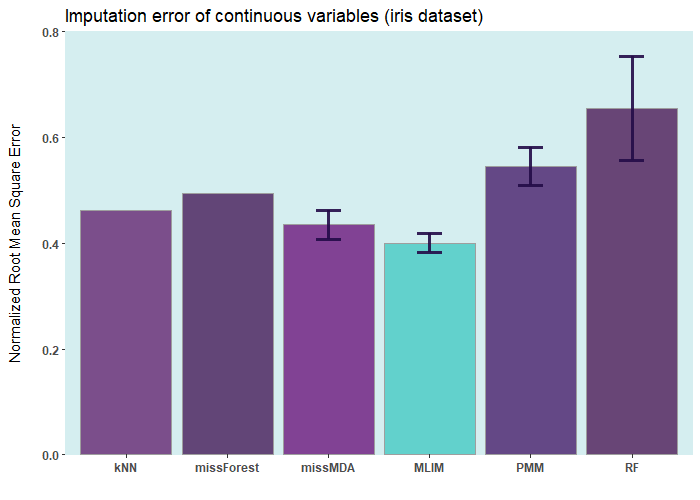 Imputation error of continuous variables (iris dataset)
Normalized Root Mean Square Error
0.8
0.6
0.4
0.2
0.0
kNN missForest missMDA MLIM PMM RF